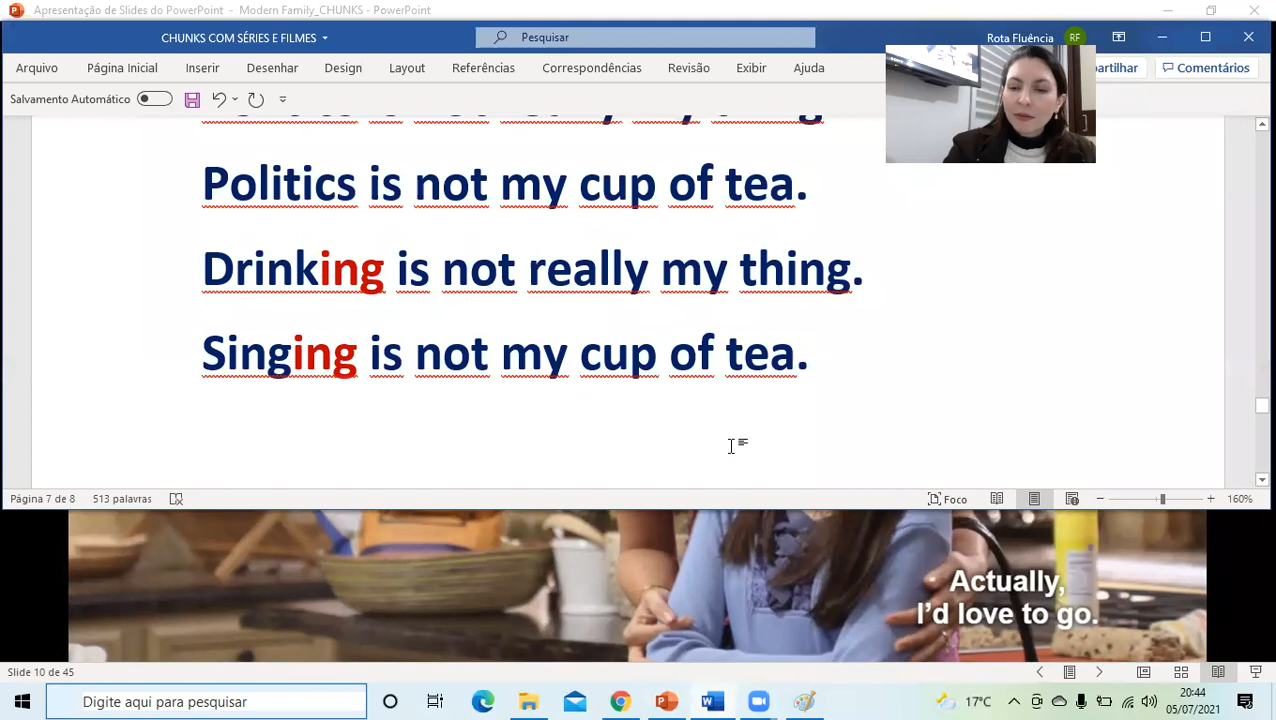 Apresentação de Slides do PowerPoint - Modern Family_CHUNKS - PowerPoint
CHUNKS COM SÉRIES E FILMES
Pesquisar
Rota Fluência RF
Arquivo Página Inicial Inserir Desenhar Design Layout Referências Correspondências Revisão Exibir Ajuda Comentários
Salvamento Automático
Politics is not my cup of tea.
Drinking is not really my thing.
Singing is not my cup of tea.
Página 7 de 8 513 palavras Foco 160%
Actually,
I'd love to go.
Slide 10 de 45
Digite aqui para pesquisar
17°C
20:44
05/07/2021